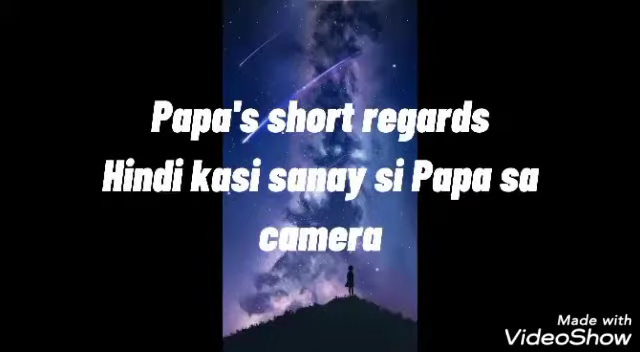 Papa's short regards
Hindi kasi sanay si Papa sa
camera
Made with
VideoShow